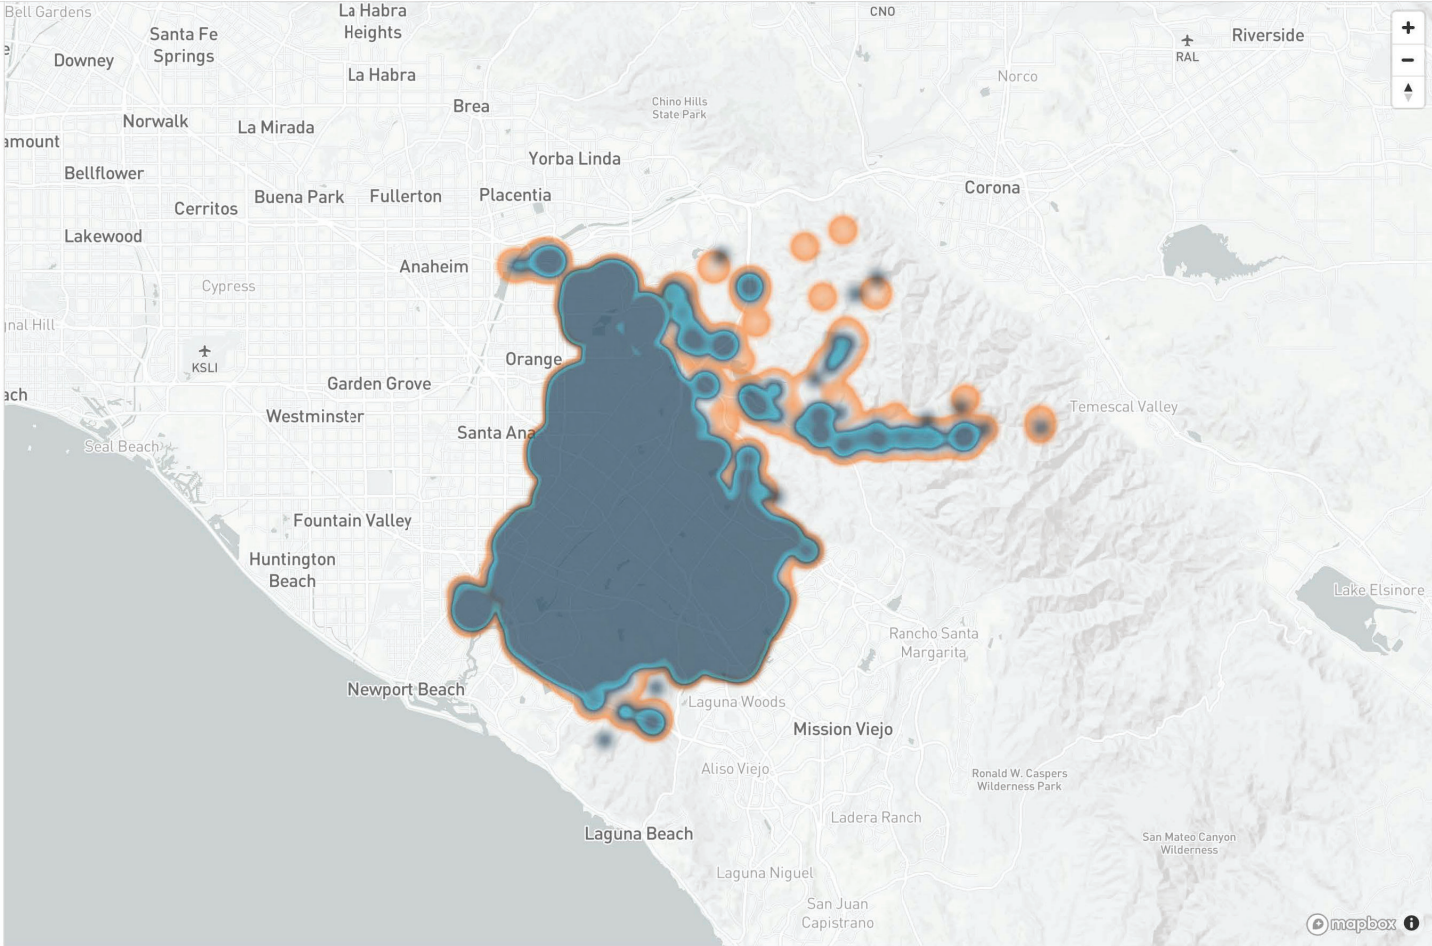 Bell Gardens
La Habra
Heights
CNO
Santa Fe
Springs
Riverside
Downey
RAL
La Habra
Norco
Brea
Chino Hills
State Park
Norwalk
La Mirada
amount
Yorba Linda
Bellflower
Buena Park
Fullerton
Placentia
Corona
Cerritos
Lakewood
Anaheim
Cypress
gnal Hill
KSLI
Orange
Garden Grove
ach
Westminster
Temescal Valley
Santa Ana
Seal Beach
Fountain Valley
Huntington
Beach
Lake Elsinore
Rancho Santa
Margarita
Newport Beach
Laguna Woods
Mission Viejo
Aliso Viejo
Ronald W. Caspers
Wilderness Park
Ladera Ranch
Laguna Beach
San Mateo Canyon
Wilderness
Laguna Niguel
San Juan
Capistrano
mapbox